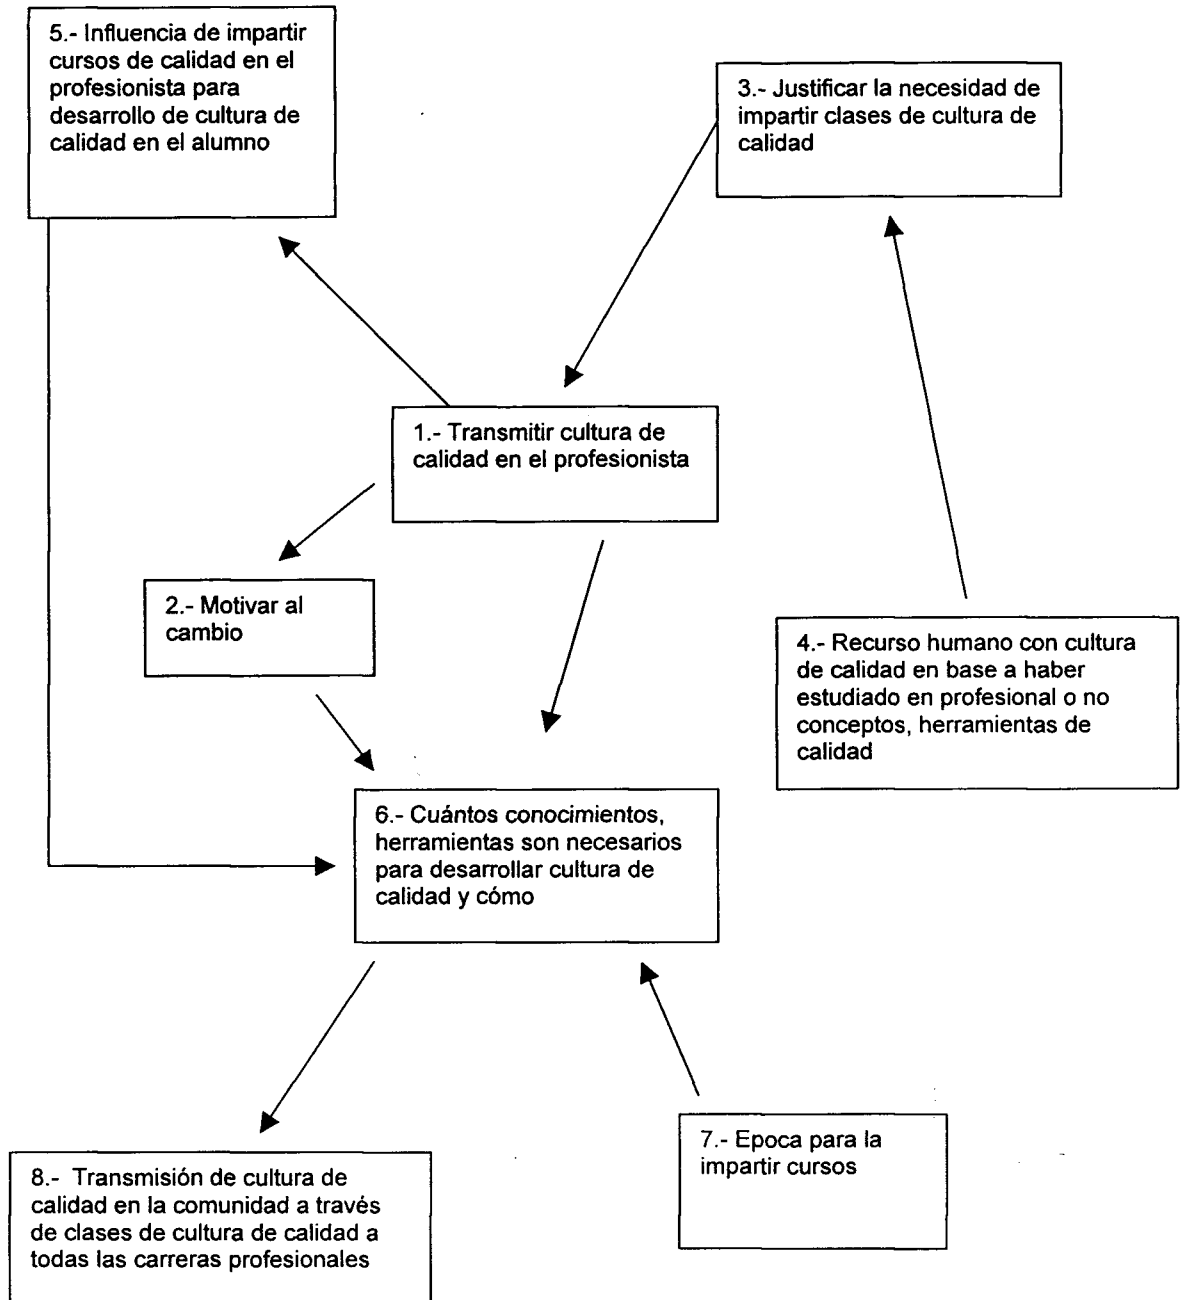 5.- Influencia de impartir
cursos de calidad en el
profesionista para
desarrollo de cultura de
calidad en el alumno
3.- Justificar la necesidad de
impartir clases de cultura de
calidad
1.- Transmitir cultura de
calidad en el profesionista
2.- Motivar al
cambio
4.- Recurso humano con cultura
de calidad en base a haber
estudiado en profesional o no
conceptos, herramientas de
calidad
6.- Cuántos conocimientos,
herramientas son necesarios
para desarrollar cultura de
calidad y cómo
7.- Epoca para la
impartir cursos
8.- Transmisión de cultura de
calidad en la comunidad a través
de clases de cultura de calidad a
todas las carreras profesionales